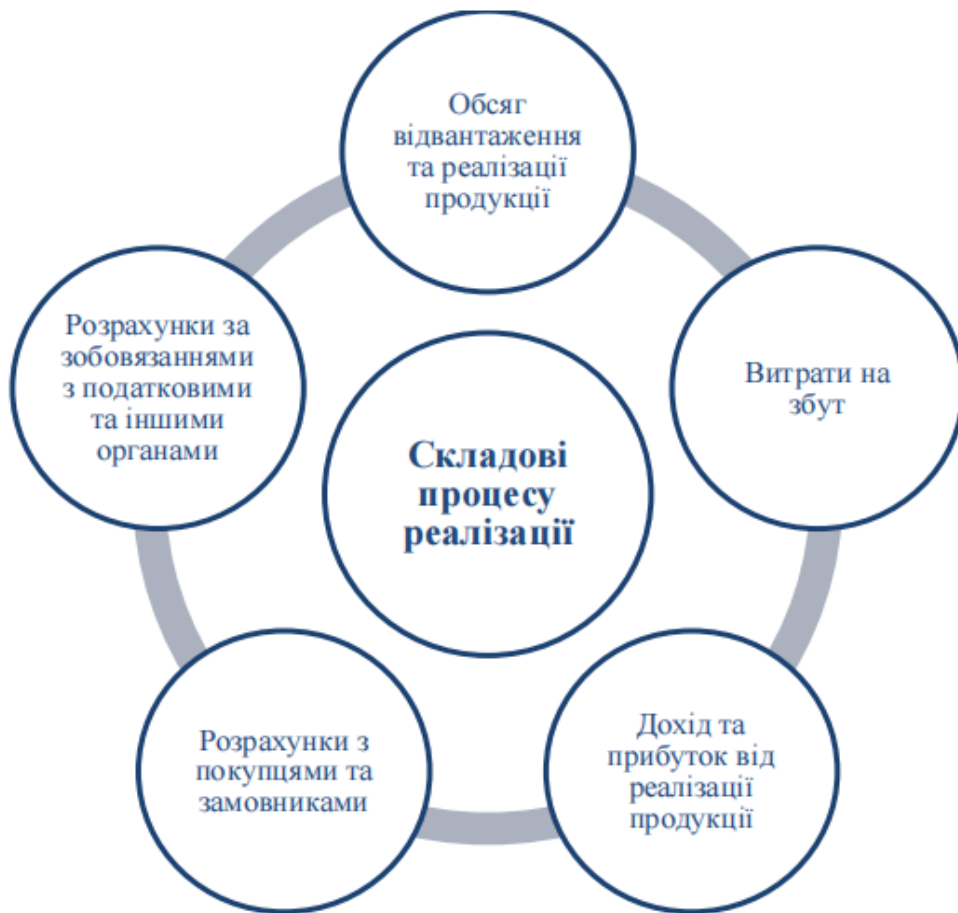 Обсяг
відвантаження
та реалізації
продукції
Витрати на
збут
Дохід та
прибуток від
реалізації
продукції
Розрахунки з
покупцями та
замовниками
Розрахунки за
зобовязаннями
з податковими
та іншими
органами
Складові
процесу
реалізації